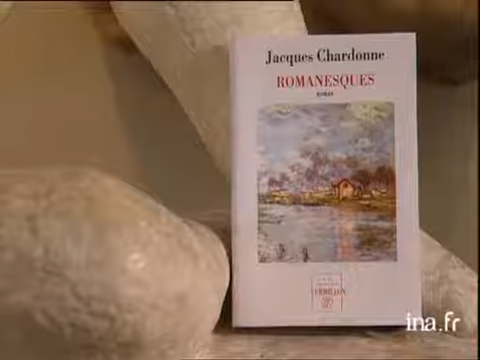 Jacques Chardonne
ROMANESQUES
ROMAN
VERMILLON
ina.fr